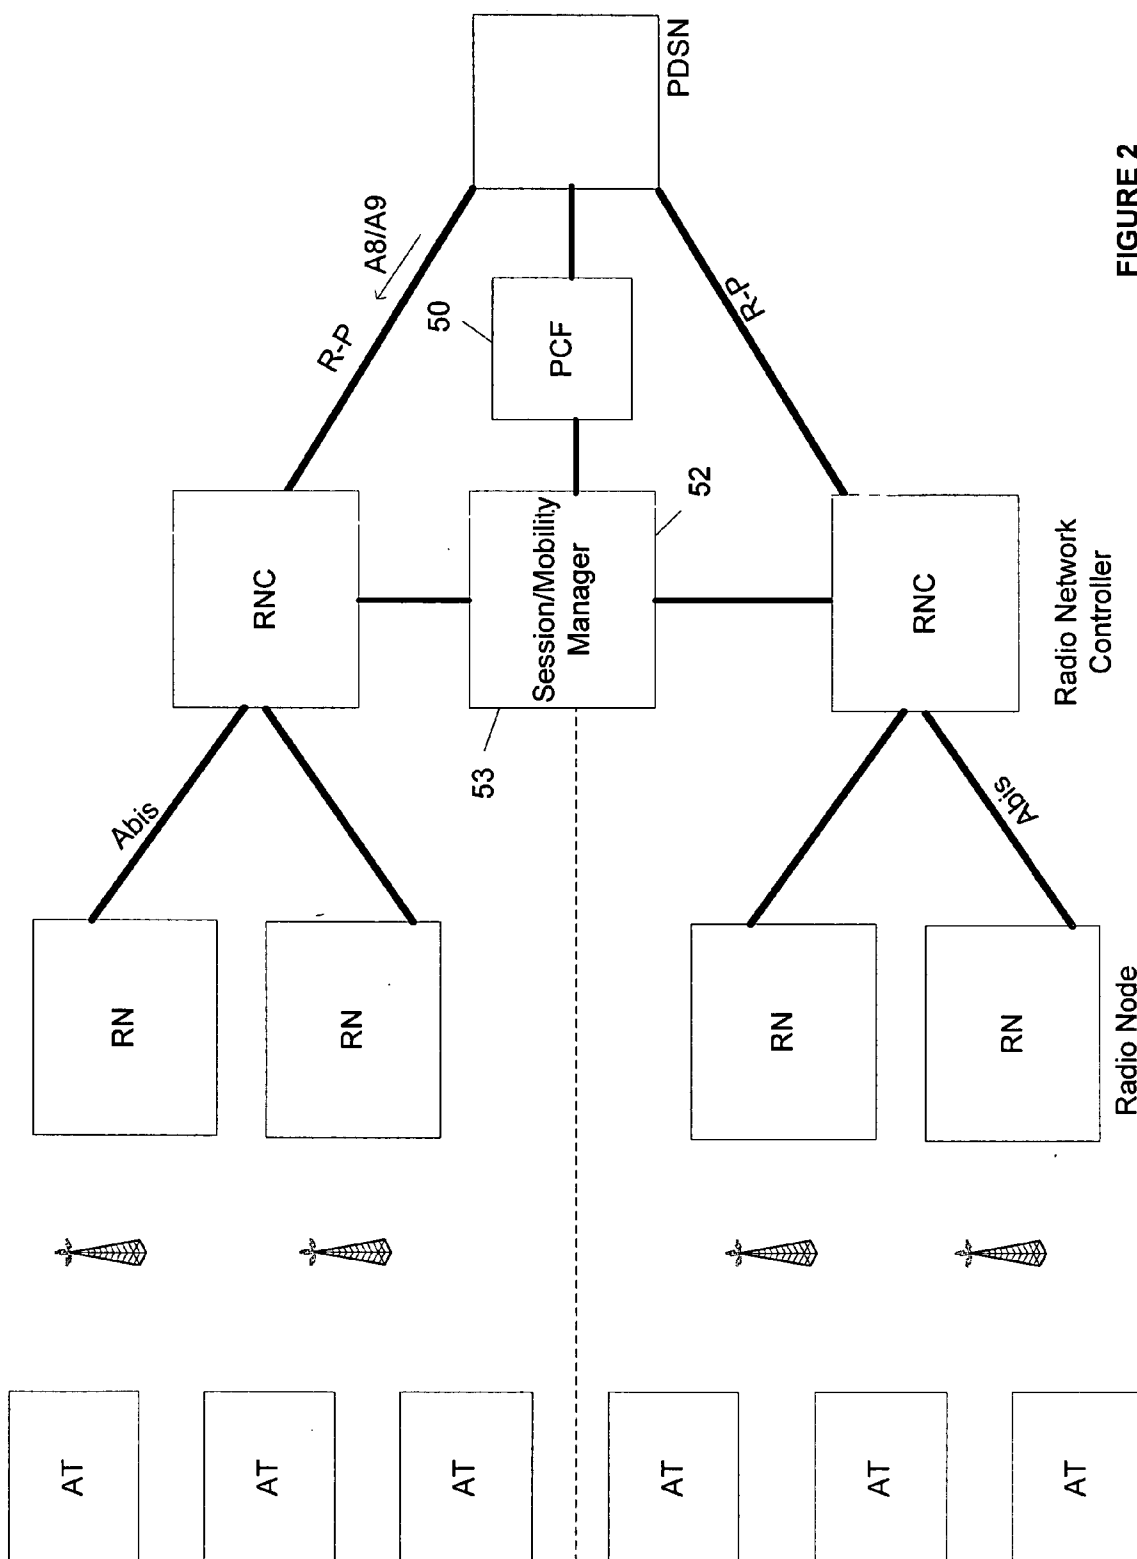 AT
AT
AT
AT
AT
AT
RN
RN
RN
RN
Radio Node
Abis
Abis
RNC
RNC
Radio Network
Controller
53
Session/Mobility
Manager
52
PCF
50
R-P
A8/A9
R-P
PDSN
FIGURE 2